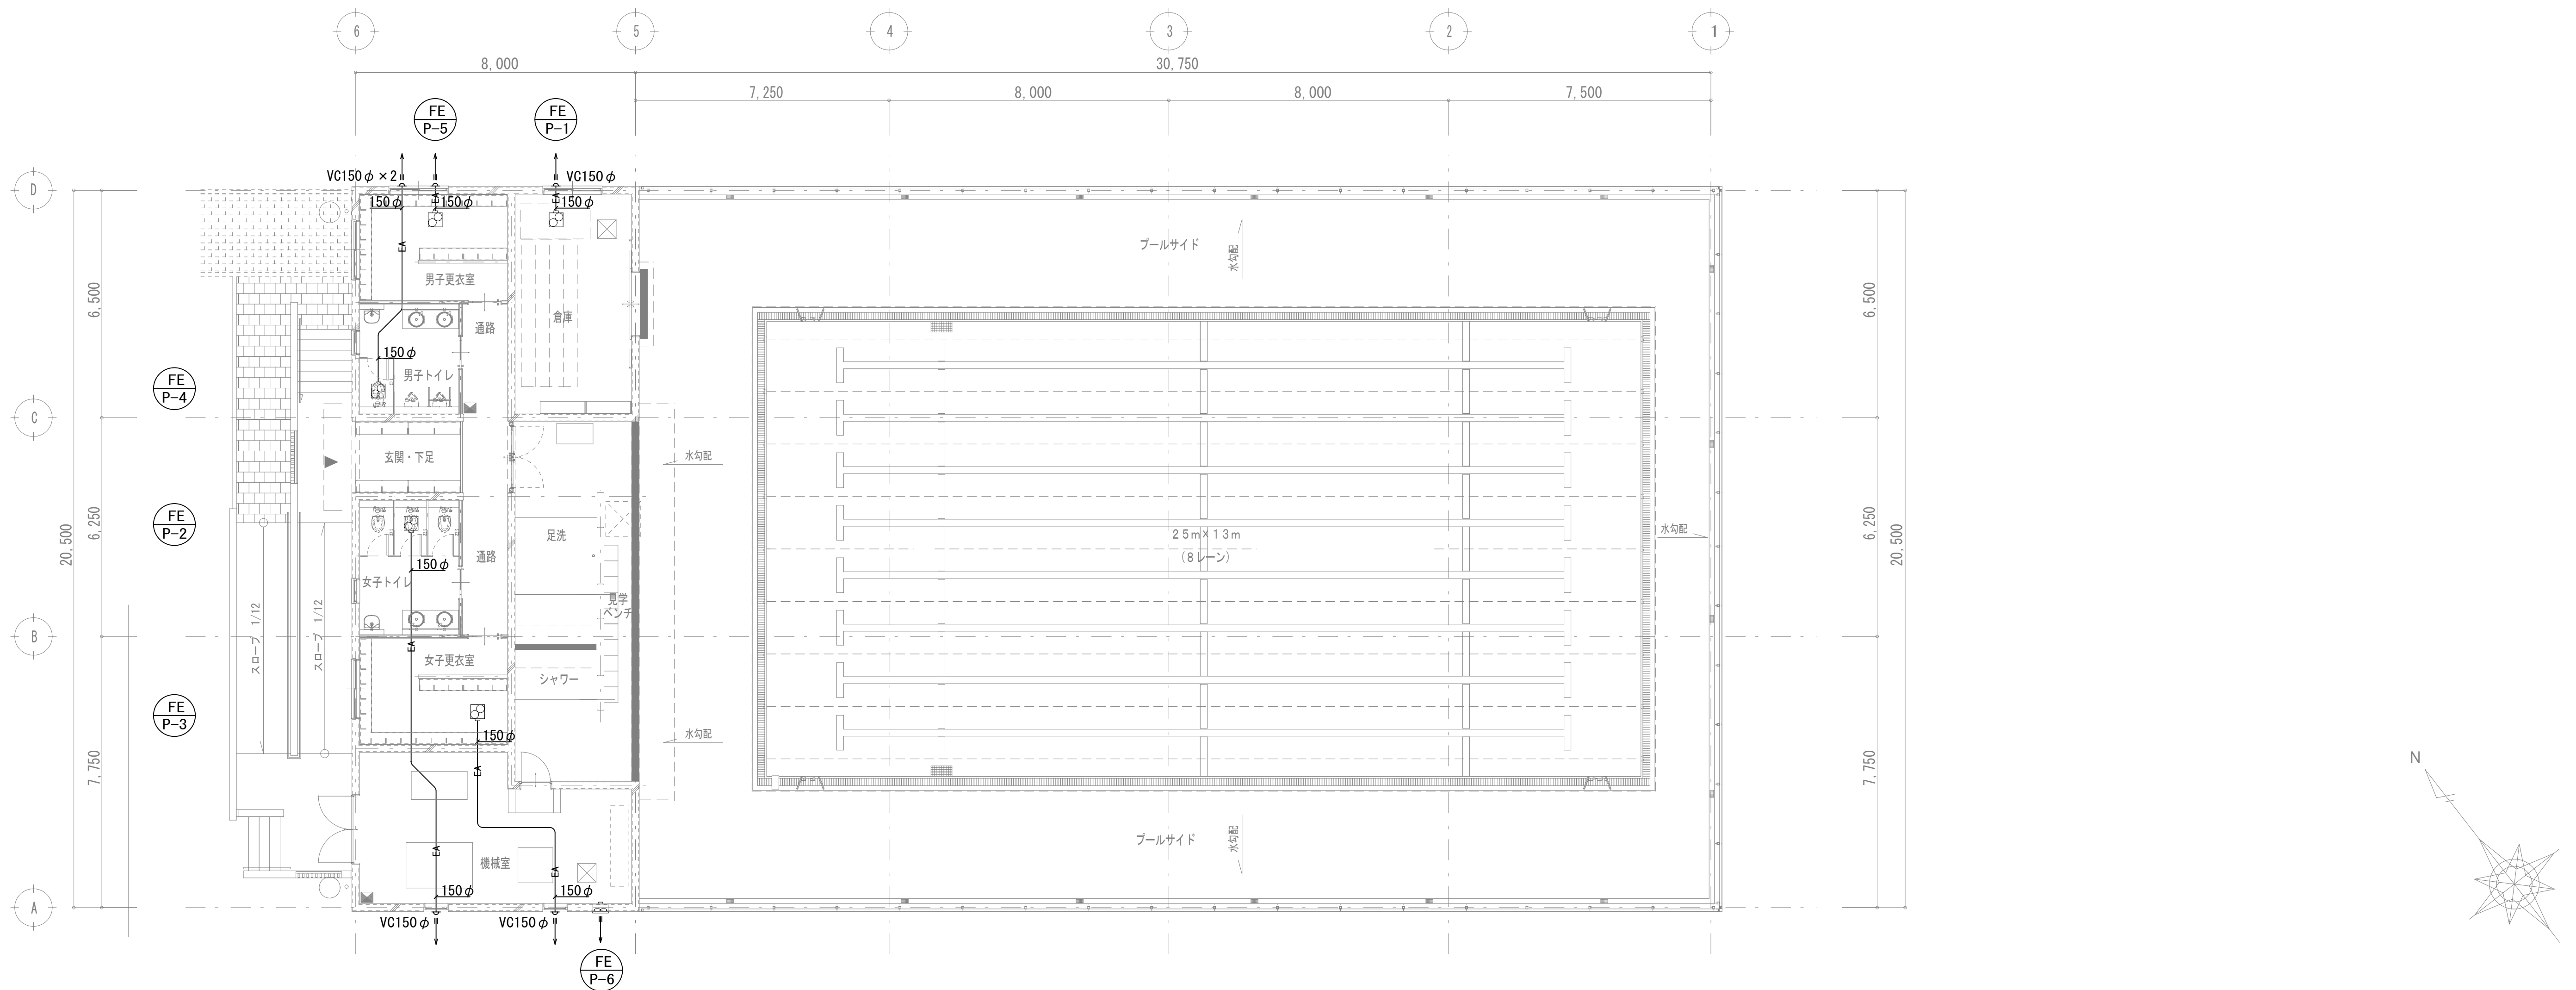 6
5
4
3
2
1
8,000
30,750
7,250
8,000
8,000
7,500
FE
P-5
FE
P-1
VC150φ×2
VC150φ
D
150φ
EA
150φ
EA
150φ
EA
プールサイド
水勾配
男子更衣室
6,500
6,500
倉庫
通路
150φ
男子トイレ
FE
P-4
C
玄関・下足
水勾配
FE
P-2
足洗
25m×13m
(8レーン)
水勾配
20,500
6,250
6,250
20,500
通路
150φ
女子トイレ
見学
ベンチ
スロープ 1/12
スロープ 1/12
B
EA
女子更衣室
シャワー
FE
P-3
150φ
水勾配
7,750
7,750
N
EA
プールサイド
水勾配
EA
機械室
EA
150φ
150φ
A
VC150φ
VC150φ
FE
P-6